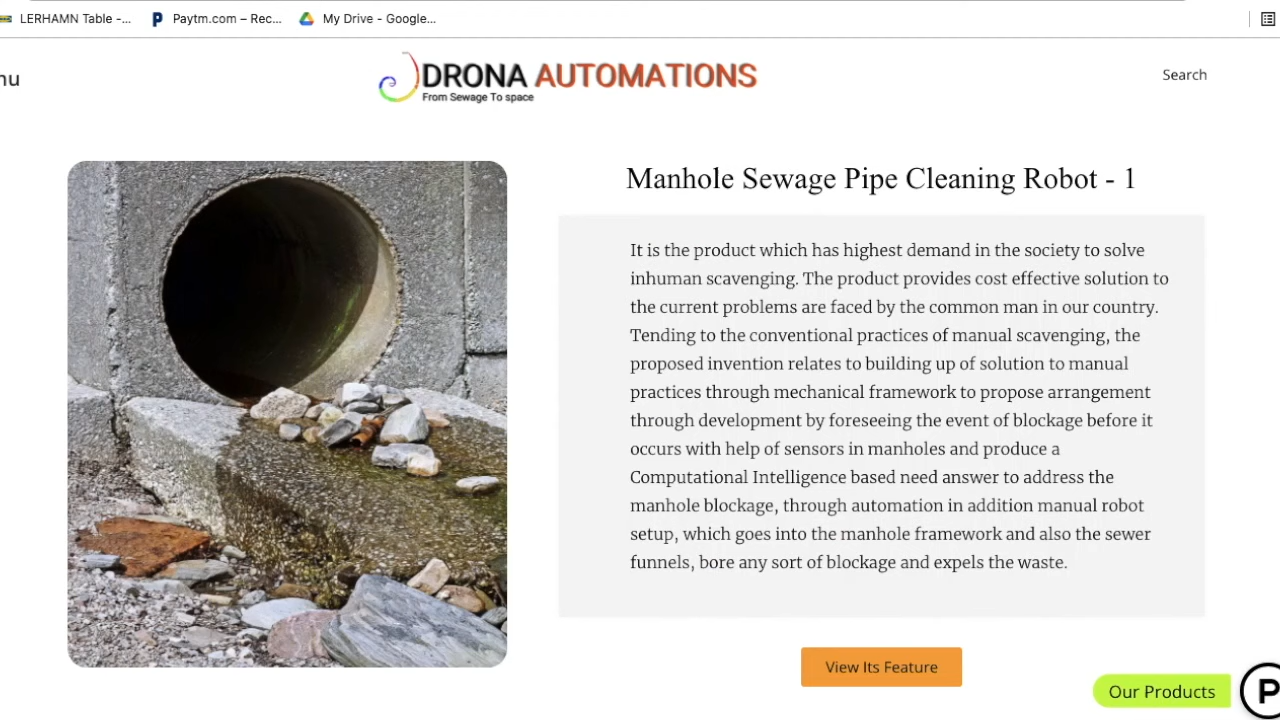 LERHAMN Table -...
Paytm.com – Rec...
My Drive - Google...
nu
DRONA AUTOMATIONS
From Sewage To space
Search
Manhole Sewage Pipe Cleaning Robot - 1
It is the product which has highest demand in the society to solve
inhuman scavenging. The product provides cost effective solution to
the current problems are faced by the common man in our country.
Tending to the conventional practices of manual scavenging, the
proposed invention relates to building up of solution to manual
practices through mechanical framework to propose arrangement
through development by foreseeing the event of blockage before it
occurs with help of sensors in manholes and produce a
Computational Intelligence based need answer to address the
manhole blockage, through automation in addition manual robot
setup, which goes into the manhole framework and also the sewer
funnels, bore any sort of blockage and expels the waste.
View Its Feature
Our Products
P